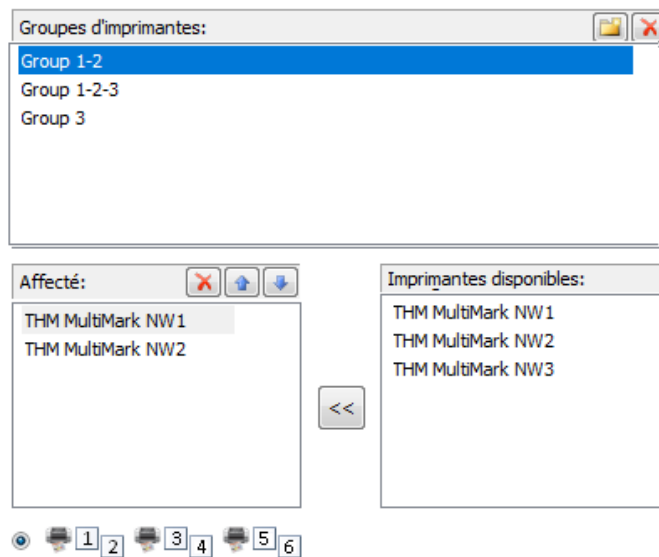 Groupes d'imprimantes:
Group 1-2
Group 1-2-3
Group 3
Affecté:
THM MultiMark NW1
THM MultiMark NW2
<<
Imprimantes disponibles:
THM MultiMark NW1
THM MultiMark NW2
THM MultiMark NW3
1 2 3 4 5 6